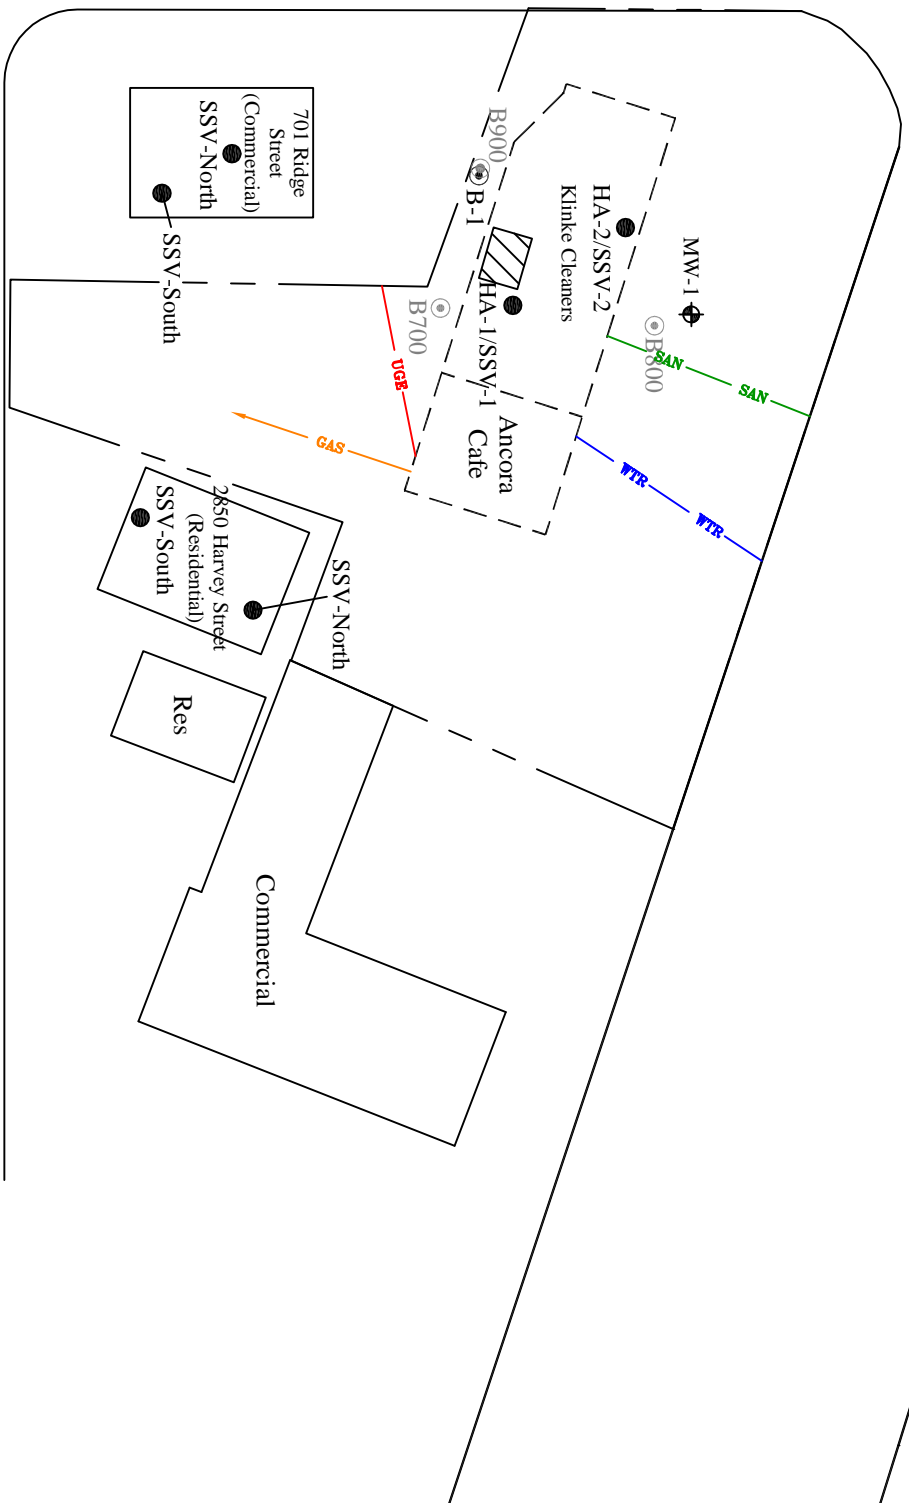 701 Ridge
Street
(Commercial)
SSV-North
SSV-South
B900
B-1
HA-2/SSV-2
Klinke Cleaners
MW-1
HA-1/SSV-1
B700
B800
SAN
SAN
UGE
GAS
Ancora
Cafe
WTR
WTR
2850 Harvey Street
(Residential)
SSV-South
SSV-North
Res
Commercial